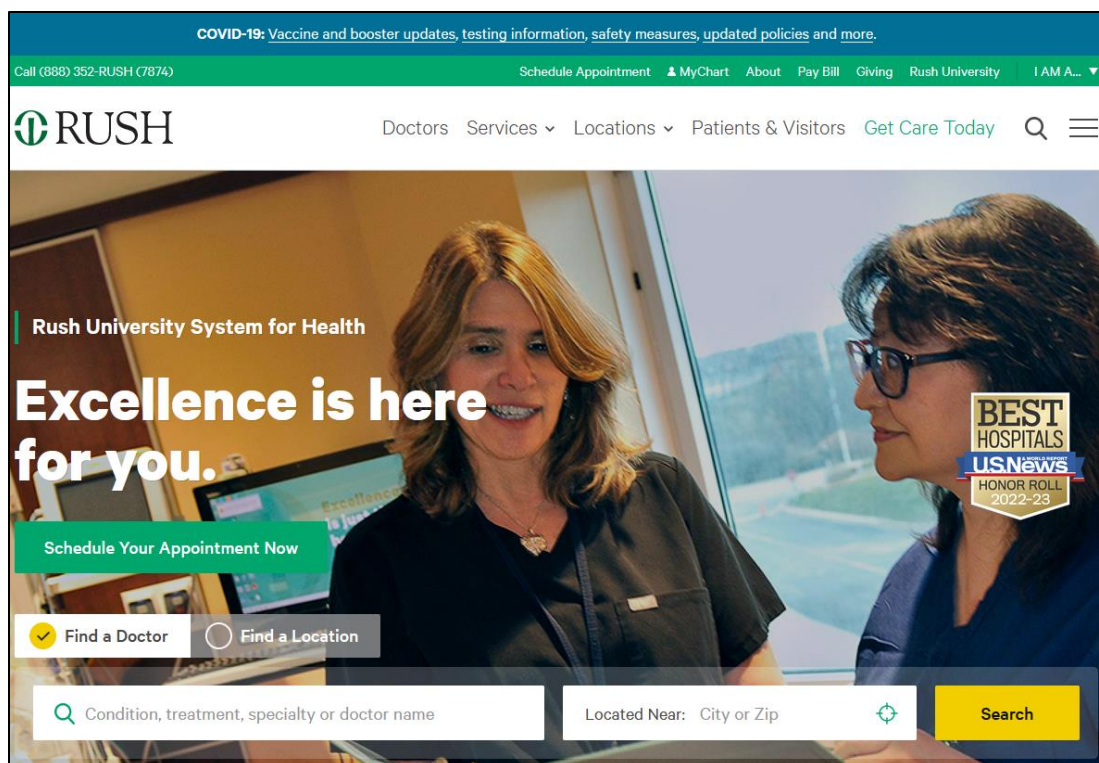 COVID-19: Vaccine and booster updates, testing information, safety measures, updated policies and more.
Call (888) 352-RUSH (7874)
Schedule Appointment MyChart About Pay Bill Giving Rush University I AM A...
RUSH
Doctors Services Locations Patients & Visitors Get Care Today
Rush University System for Health
Excellence is here
for you.
BEST
HOSPITALS
U.S.News
& WORLD REPORT
HONOR ROLL
2022-23
Excellence
Schedule Your Appointment Now
Find a Doctor Find a Location
Condition, treatment, specialty or doctor name Located Near: City or Zip Search